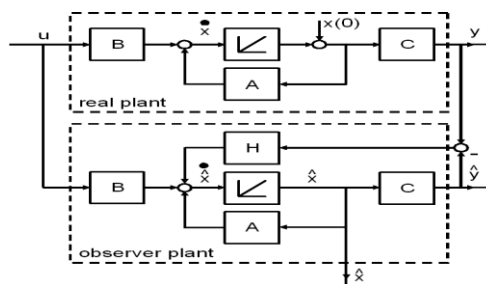 u
ẋ
x(0)
y
B
C
A
real plant
H
-
B
x̂̇
x̂
C
ŷ
A
observer plant
x̂